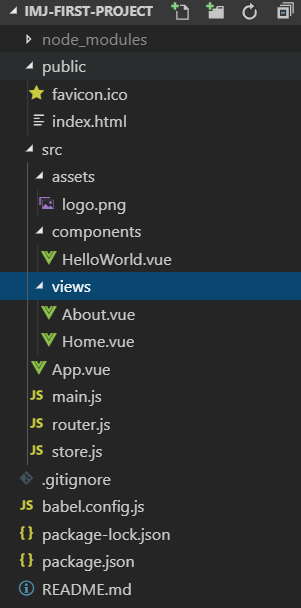 IMJ-FIRST-PROJECT
node_modules
public
favicon.ico
index.html
src
assets
logo.png
components
HelloWorld.vue
views
About.vue
Home.vue
App.vue
JS main.js
JS router.js
JS store.js
.gitignore
JS babel.config.js
{} package-lock.json
{} package.json
README.md